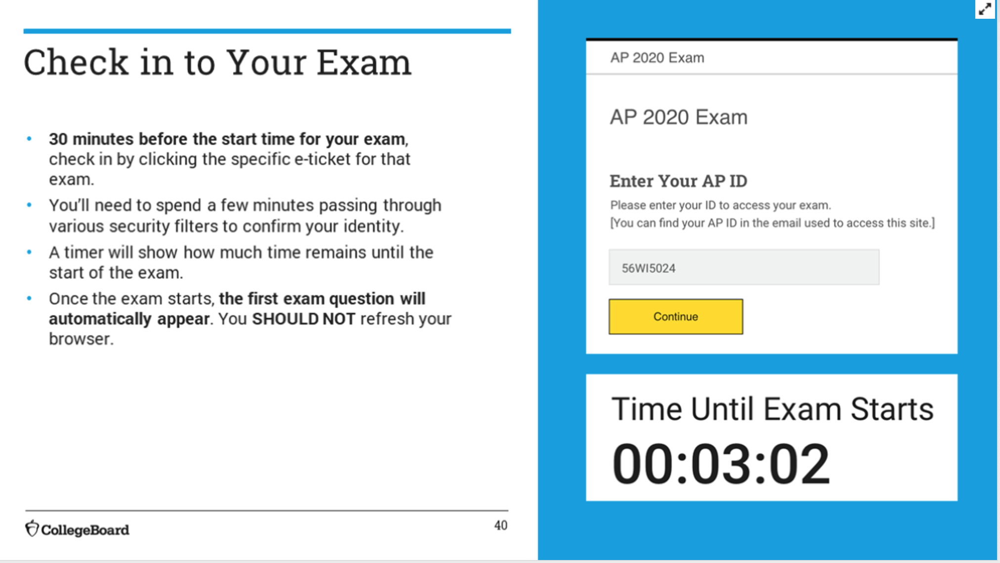 Check in to Your Exam
• 30 minutes before the start time for your exam,
check in by clicking the specific e-ticket for that
exam.
• You’ll need to spend a few minutes passing through
various security filters to confirm your identity.
• A timer will show how much time remains until the
start of the exam.
• Once the exam starts, the first exam question will
automatically appear. You SHOULD NOT refresh your
browser.
CollegeBoard
40
AP 2020 Exam
AP 2020 Exam
Enter Your AP ID
Please enter your ID to access your exam.
[You can find your AP ID in the email used to access this site.]
56WI5024
Continue
Time Until Exam Starts
00:03:02